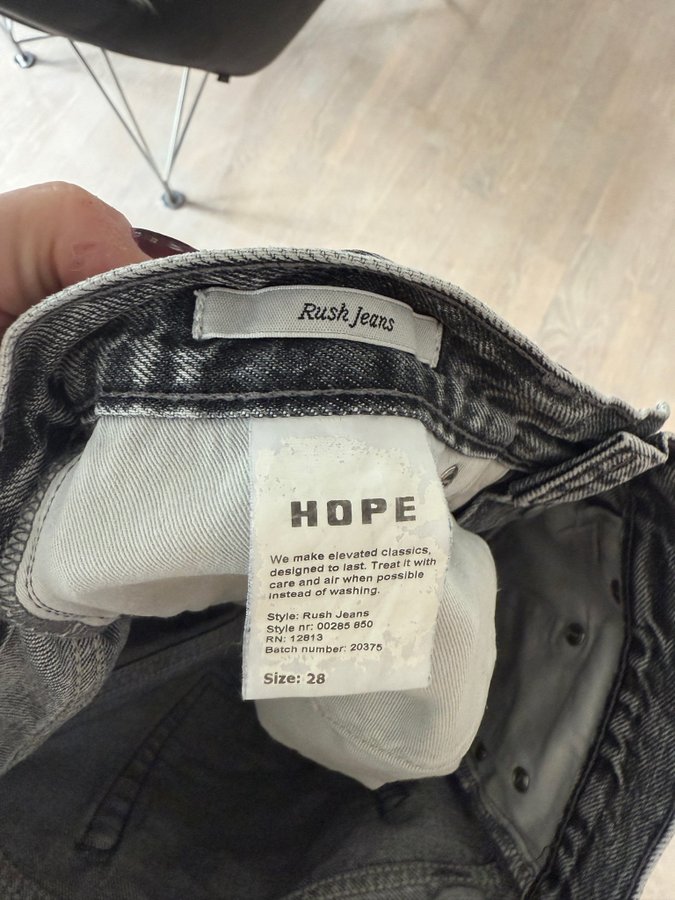 Rush Jeans
HOPE
We make elevated classics,
designed to last. Treat it with
care and air when possible
instead of washing.
Style: Rush Jeans
Style nr: 00285 850
RN: 12813
Batch number: 20375
Size: 28